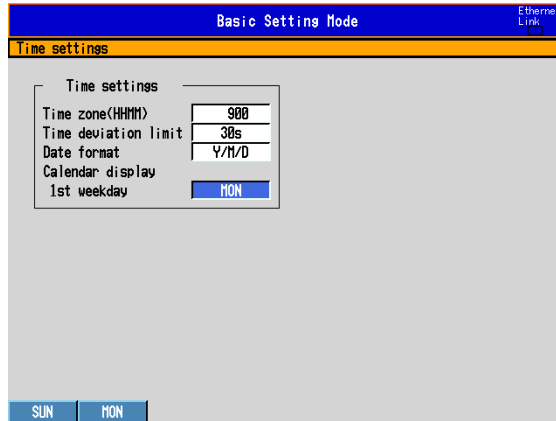 Basic Setting Mode
Etherne
Link
Time settings
Time settings
Time zone(HHMM) 900
Time deviation limit 30s
Date format Y/M/D
Calendar display
1st weekday MON
SUN MON